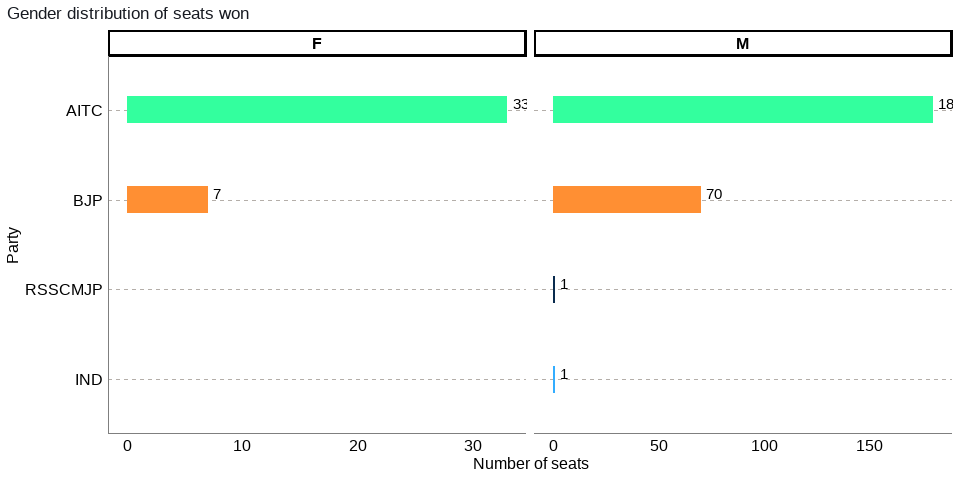 Gender distribution of seats won
F
M
AITC
33
18
BJP
7
70
RSSCMJP
1
IND
1
0
10
20
30
0
50
100
150
Number of seats
Party